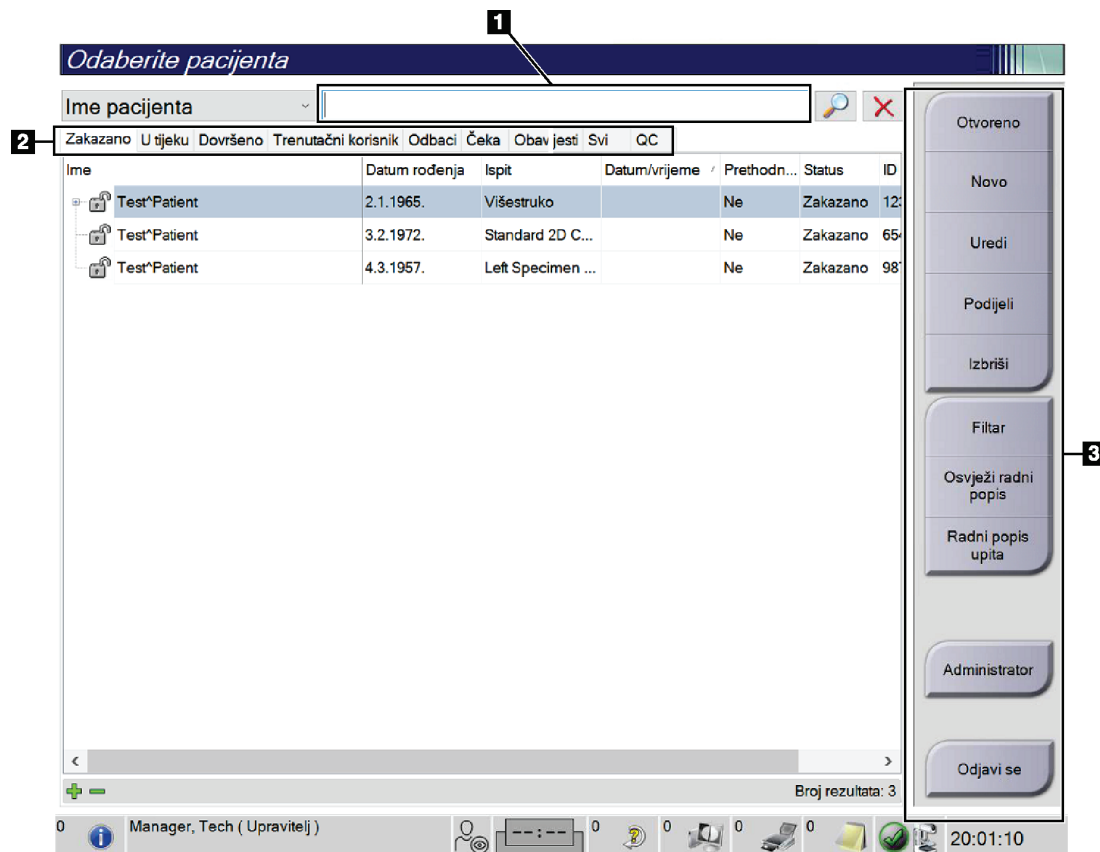 1
Odaberite pacijenta
Ime pacijenta
2
Zakazano U tijeku Dovršeno Trenutačni korisnik Odbaci Čeka Obavijesti Svi QC
Ime Datum rođenja Ispit Datum/vrijeme Prethodn... Status ID
Test^Patient 2.1.1965. Višestruko Ne Zakazano 12
Test^Patient 3.2.1972. Standard 2D C... Ne Zakazano 65
Test^Patient 4.3.1957. Left Specimen ... Ne Zakazano 98
Otvoreno
Novo
Uredi
Podijeli
Izbriši
Filtar
3
Osvježi radni
popis
Radni popis
upita
Administrator
Odjavi se
Broj rezultata: 3
0 Manager, Tech ( Upravitelj ) --:-- 0 0 0 0 20:01:10